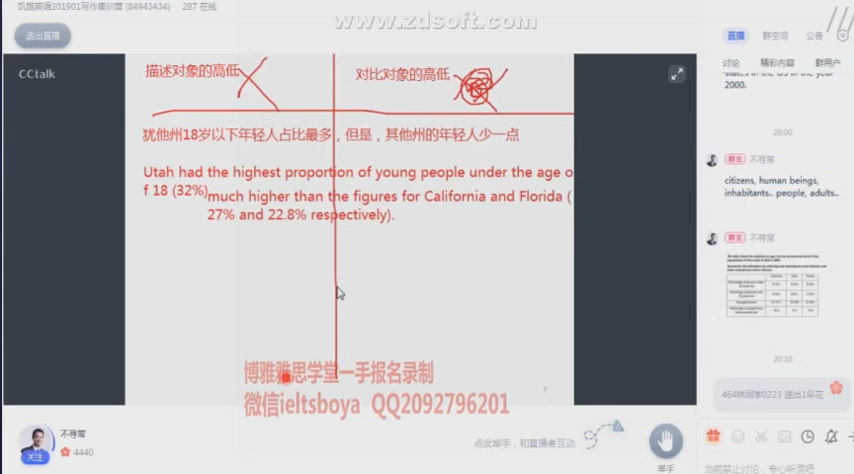 饥饿英语201901写作集训营 (84943434) 287 在线
www.zdsoft.com
送出直播
直播 群空间 公告
讨论 精彩内容 群用户
CCtalk
描述对象的高低
对比对象的高低
states in the US in the year
2000.
20:00
犹他州18岁以下年轻人占比最多，但是，其他州的年轻人少一点
群主 不寻常
Utah had the highest proportion of young people under the age o
f 18 (32%)
much higher than the figures for California and Florida (
27% and 22.8% respectively).
citizens, human beings,
inhabitants.. people, adults..
群主 不寻常
20:10
博雅雅思学堂一手报名录制
微信ieltsboya QQ2092796201
7
464林同学0223 送出1朵花
不寻常
4440
关注
点此举手，和直播者互动
举手
当前禁止讨论，专心听课吧